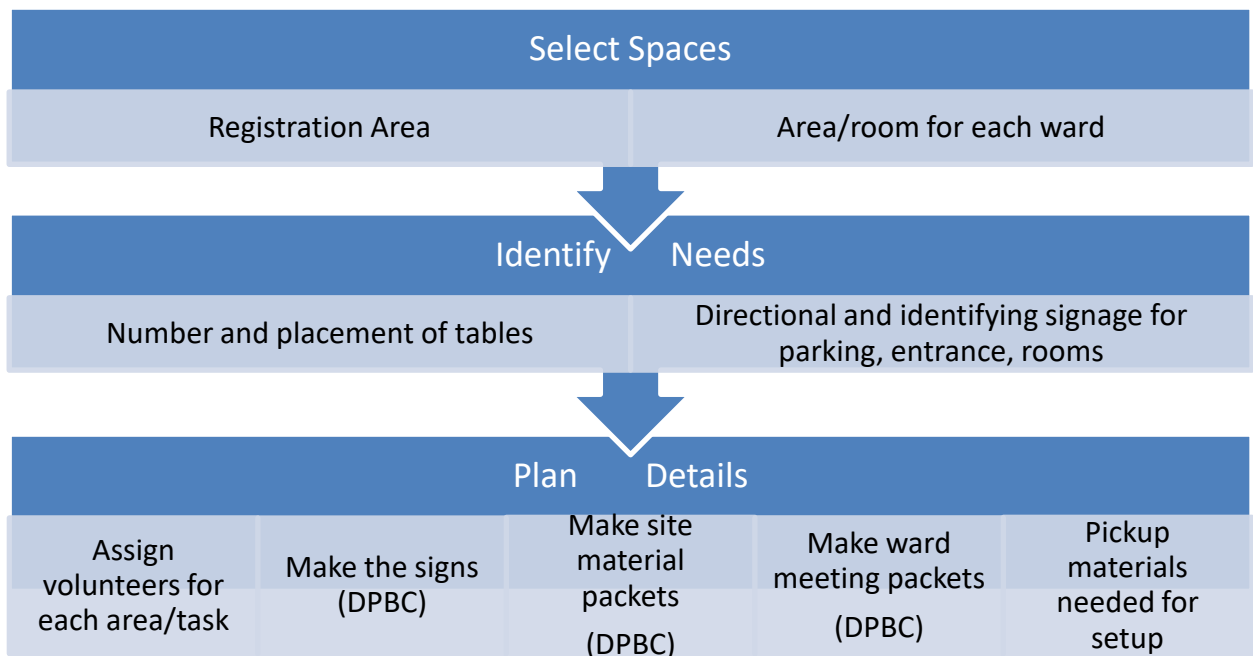 Select Spaces
Registration Area
Area/room for each ward
Identify Needs
Number and placement of tables
Directional and identifying signage for
parking, entrance, rooms
Plan Details
Assign
volunteers for
each area/task
Make the signs
(DPBC)
Make site
material
packets
(DPBC)
Make ward
meeting packets
(DPBC)
Pickup
materials
needed for
setup